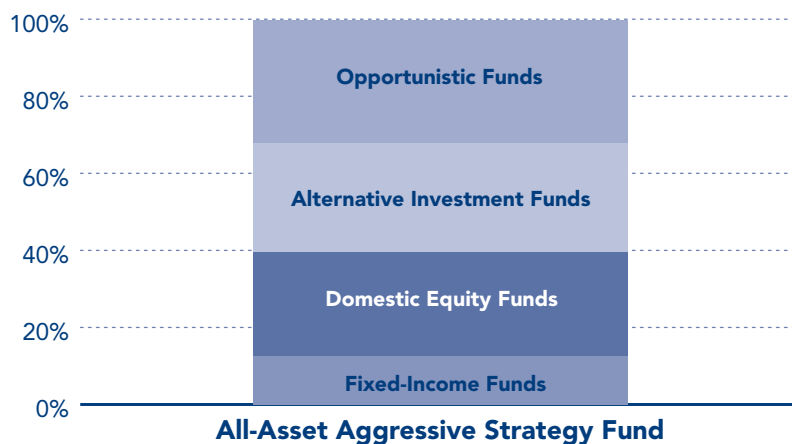 100%
Opportunistic Funds
80%
60%
Alternative Investment Funds
40%
Domestic Equity Funds
20%
Fixed-Income Funds
0%
All-Asset Aggressive Strategy Fund